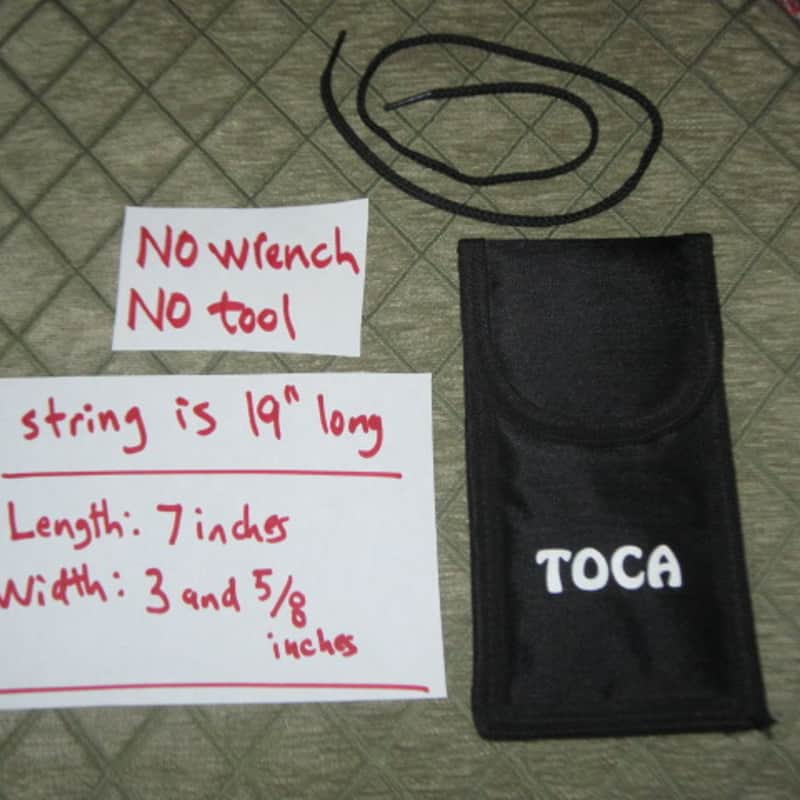 NO wrench
NO tool
string is 19" long
Length: 7 inches
Width: 3 and 5/8
inches
TOCA